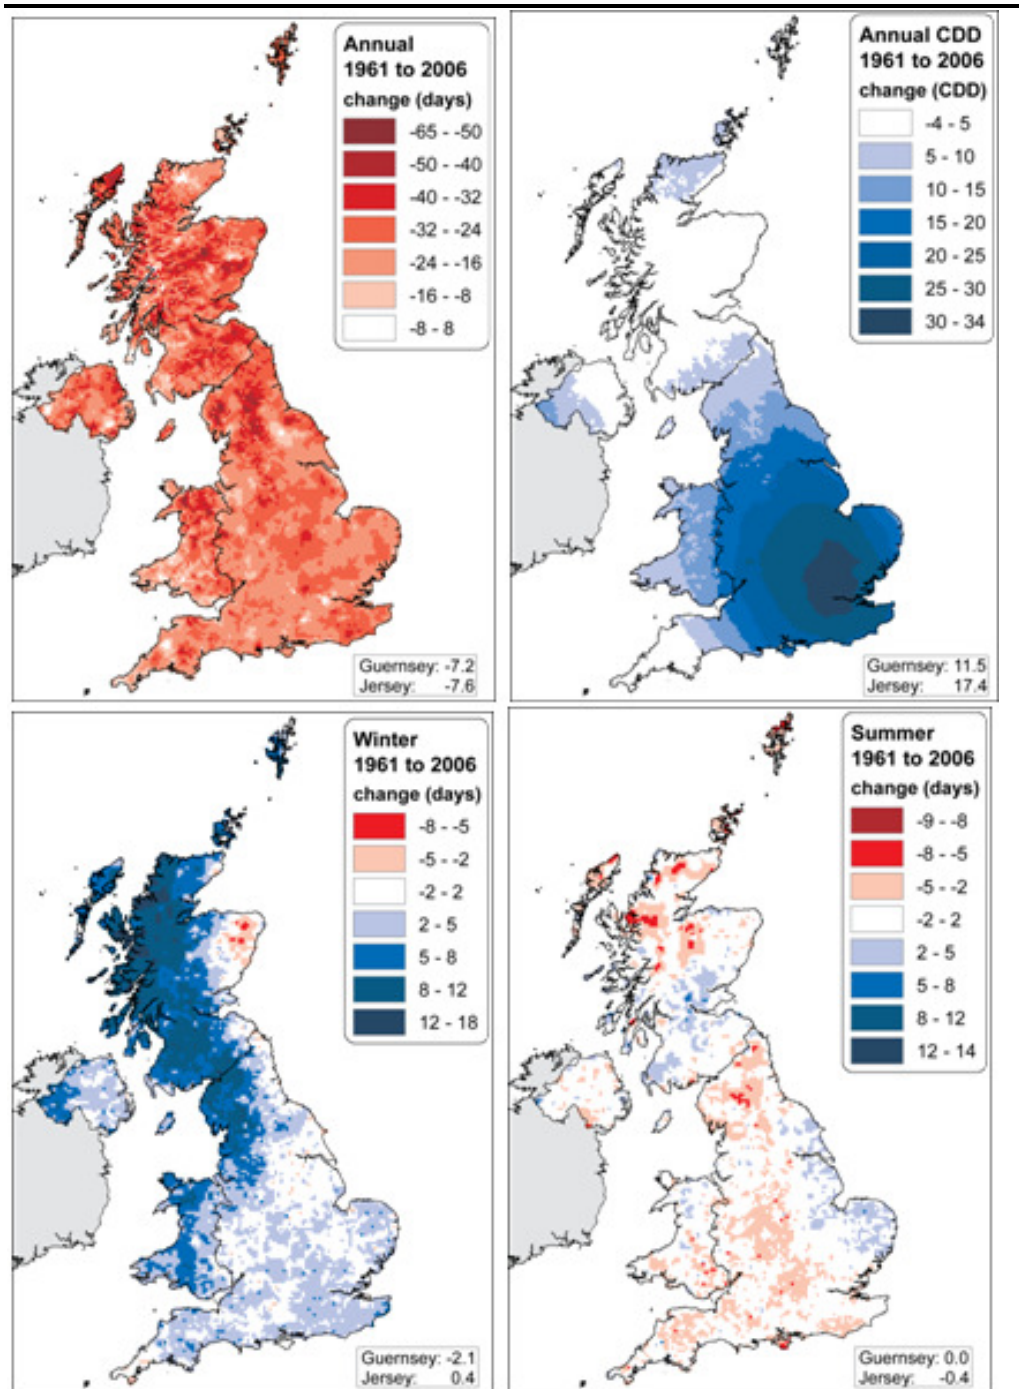 Annual
1961 to 2006
change (days)
-65 - -50
-50 - -40
-40 - -32
-32 - -24
-24 - -16
-16 - -8
-8 - 8
Guernsey: -7.2
Jersey: -7.6
Annual CDD
1961 to 2006
change (CDD)
-4 - 5
5 - 10
10 - 15
15 - 20
20 - 25
25 - 30
30 - 34
Guernsey: 11.5
Jersey: 17.4
Winter
1961 to 2006
change (days)
-8 - -5
-5 - -2
-2 - 2
2 - 5
5 - 8
8 - 12
12 - 18
Guernsey: -2.1
Jersey: 0.4
Summer
1961 to 2006
change (days)
-9 - -8
-8 - -5
-5 - -2
-2 - 2
2 - 5
5 - 8
8 - 12
12 - 14
Guernsey: 0.0
Jersey: -0.4